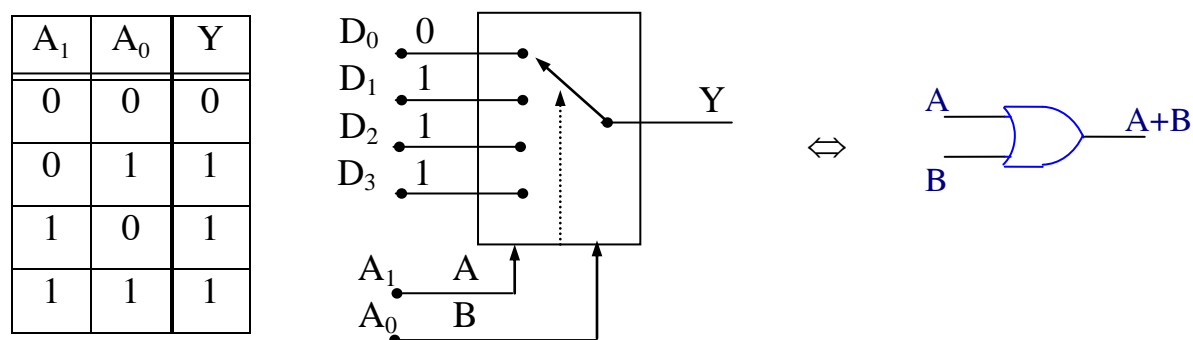 A₁ A₀ Y
0 0 0
0 1 1
1 0 1
1 1 1
D₀ 0
D₁ 1
D₂ 1
D₃ 1
Y
A₁ A
A₀ B
⇔
A
B
A+B